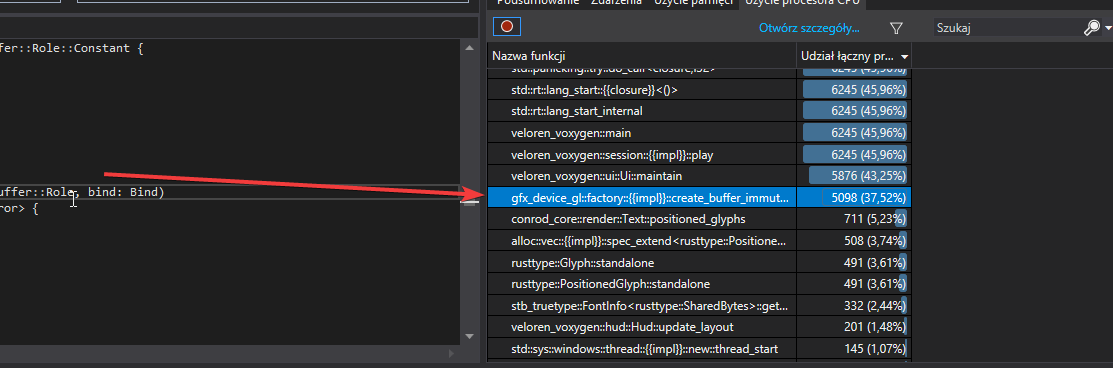 Podsumowanie Zdarzenia Użycie pamięci Użycie procesora CPU
Otwórz szczegóły... Szukaj
Nazwa funkcji Udział łączny pr...
std::panicking::try::do_call<closure,i32> 6245 (45,96%)
std::rt::lang_start::{{closure}}<()> 6245 (45,96%)
std::rt::lang_start_internal 6245 (45,96%)
veloren_voxygen::main 6245 (45,96%)
veloren_voxygen::session::{{impl}}::play 6245 (45,96%)
veloren_voxygen::ui::Ui::maintain 5876 (43,25%)
gfx_device_gl::factory::{{impl}}::create_buffer_immut... 5098 (37,52%)
conrod_core::render::Text::positioned_glyphs 711 (5,23%)
alloc::vec::{{impl}}::spec_extend<rusttype::Positione... 508 (3,74%)
rusttype::Glyph::standalone 491 (3,61%)
rusttype::PositionedGlyph::standalone 491 (3,61%)
stb_truetype::FontInfo<rusttype::SharedBytes>::get... 332 (2,44%)
veloren_voxygen::hud::Hud::update_layout 201 (1,48%)
std::sys::windows::thread::{{impl}}::new::thread_start 145 (1,07%)
fer::Role::Constant {
uffer::Role, bind: Bind)
ror> {